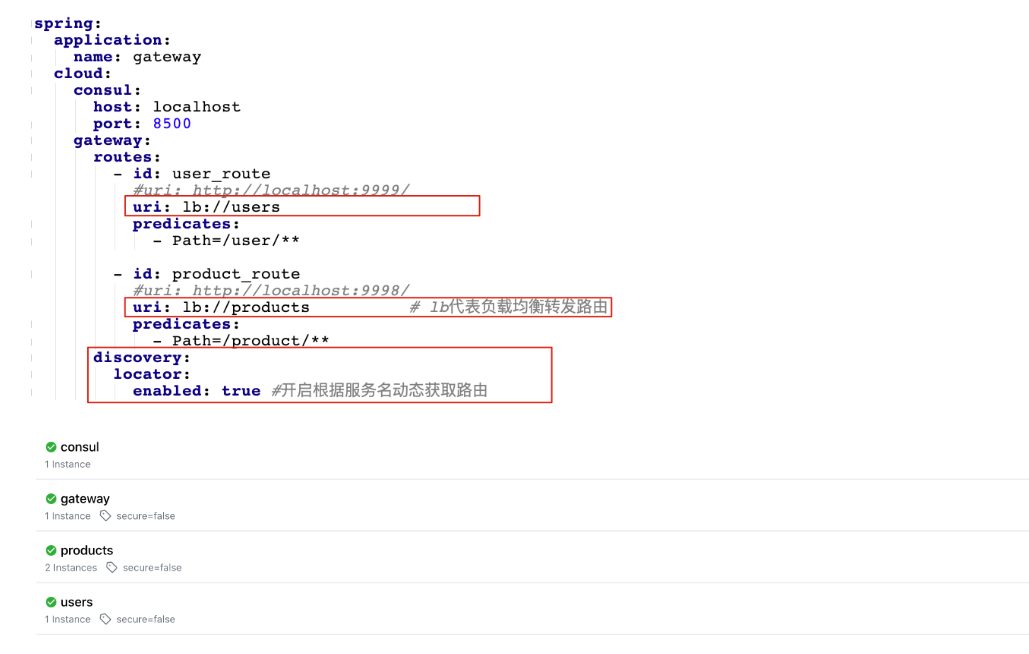 spring:
  application:
    name: gateway
  cloud:
    consul:
      host: localhost
      port: 8500
    gateway:
      routes:
        - id: user_route
          #uri: http://localhost:9999/
          uri: lb://users
          predicates:
            - Path=/user/**
        - id: product_route
          #uri: http://localhost:9998/
          uri: lb://products          # lb代表负载均衡转发路由
          predicates:
            - Path=/product/**
      discovery:
        locator:
          enabled: true #开启根据服务名动态获取路由
consul
1 Instance
gateway
1 Instance secure=false
products
2 Instances secure=false
users
1 Instance secure=false